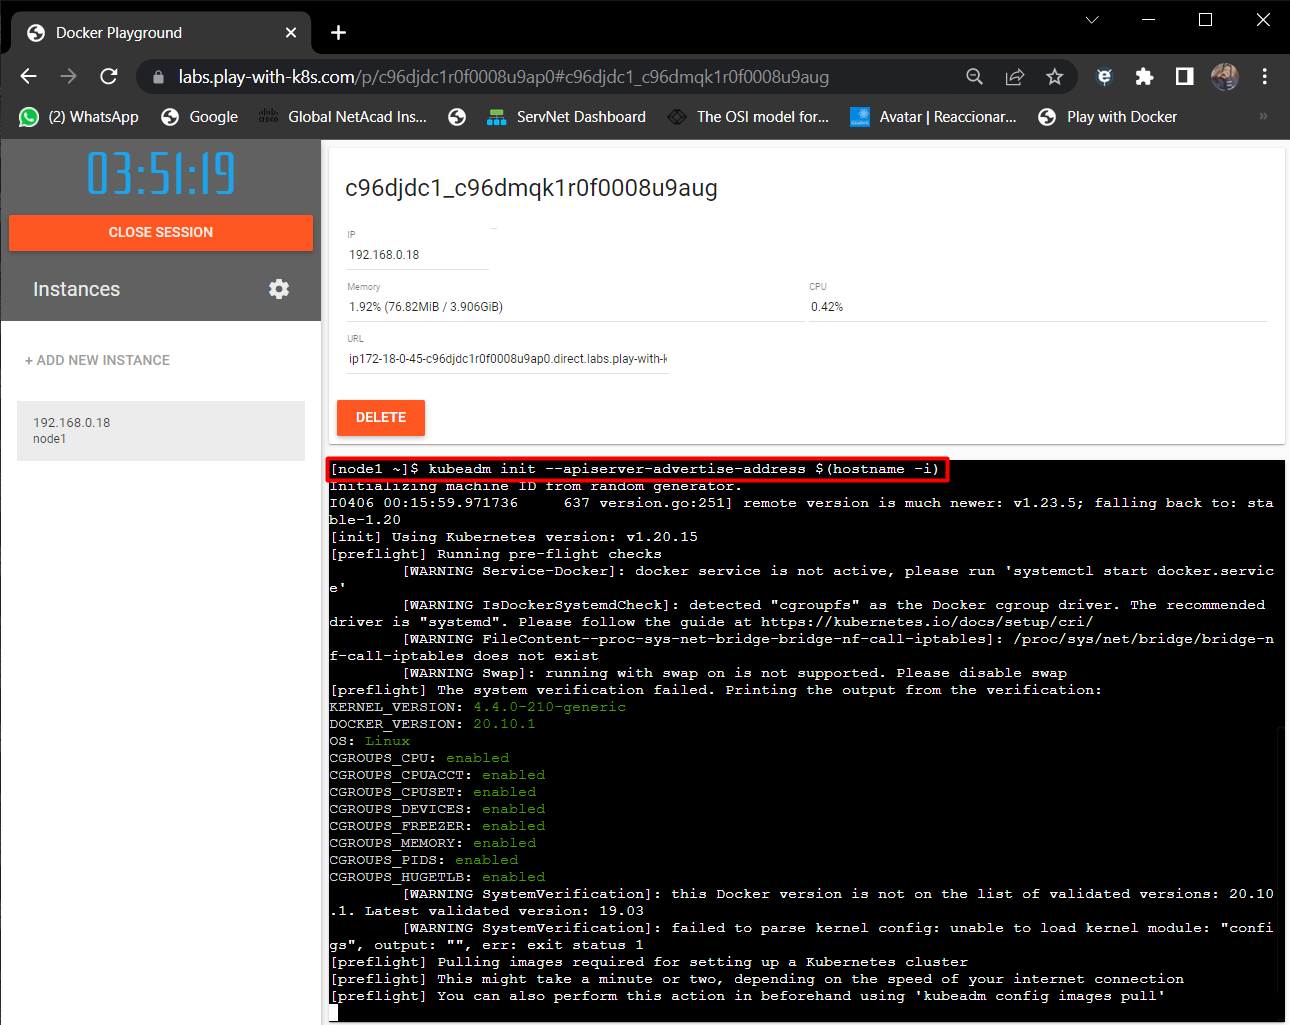 Docker Playground
labs.play-with-k8s.com/p/c96djdc1r0f0008u9ap0#c96djdc1_c96dmqk1r0f0008u9aug
(2) WhatsApp Google Global NetAcad Ins... ServNet Dashboard The OSI model for... Avatar | Reaccionar... Play with Docker »
03:51:19
CLOSE SESSION
Instances
+ ADD NEW INSTANCE
192.168.0.18
node1
c96djdc1_c96dmqk1r0f0008u9aug
IP
192.168.0.18
Memory CPU
1.92% (76.82MiB / 3.906GiB) 0.42%
URL
ip172-18-0-45-c96djdc1r0f0008u9ap0.direct.labs.play-with-k
DELETE
[node1 ~]$ kubeadm init --apiserver-advertise-address $(hostname -i)
Initializing machine ID from random generator.
I0406 00:15:59.971736     637 version.go:251] remote version is much newer: v1.23.5; falling back to: sta
ble-1.20
[init] Using Kubernetes version: v1.20.15
[preflight] Running pre-flight checks
[WARNING Service-Docker]: docker service is not active, please run 'systemctl start docker.servic
e'
[WARNING IsDockerSystemdCheck]: detected "cgroupfs" as the Docker cgroup driver. The recommended
driver is "systemd". Please follow the guide at https://kubernetes.io/docs/setup/cri/
[WARNING FileContent--proc-sys-net-bridge-bridge-nf-call-iptables]: /proc/sys/net/bridge/bridge-n
f-call-iptables does not exist
[WARNING Swap]: running with swap on is not supported. Please disable swap
[preflight] The system verification failed. Printing the output from the verification:
KERNEL_VERSION: 4.4.0-210-generic
DOCKER_VERSION: 20.10.1
OS: Linux
CGROUPS_CPU: enabled
CGROUPS_CPUACCT: enabled
CGROUPS_CPUSET: enabled
CGROUPS_DEVICES: enabled
CGROUPS_FREEZER: enabled
CGROUPS_MEMORY: enabled
CGROUPS_PIDS: enabled
CGROUPS_HUGETLB: enabled
[WARNING SystemVerification]: this Docker version is not on the list of validated versions: 20.10
.1. Latest validated version: 19.03
[WARNING SystemVerification]: failed to parse kernel config: unable to load kernel module: "confi
gs", output: "", err: exit status 1
[preflight] Pulling images required for setting up a Kubernetes cluster
[preflight] This might take a minute or two, depending on the speed of your internet connection
[preflight] You can also perform this action in beforehand using 'kubeadm config images pull'